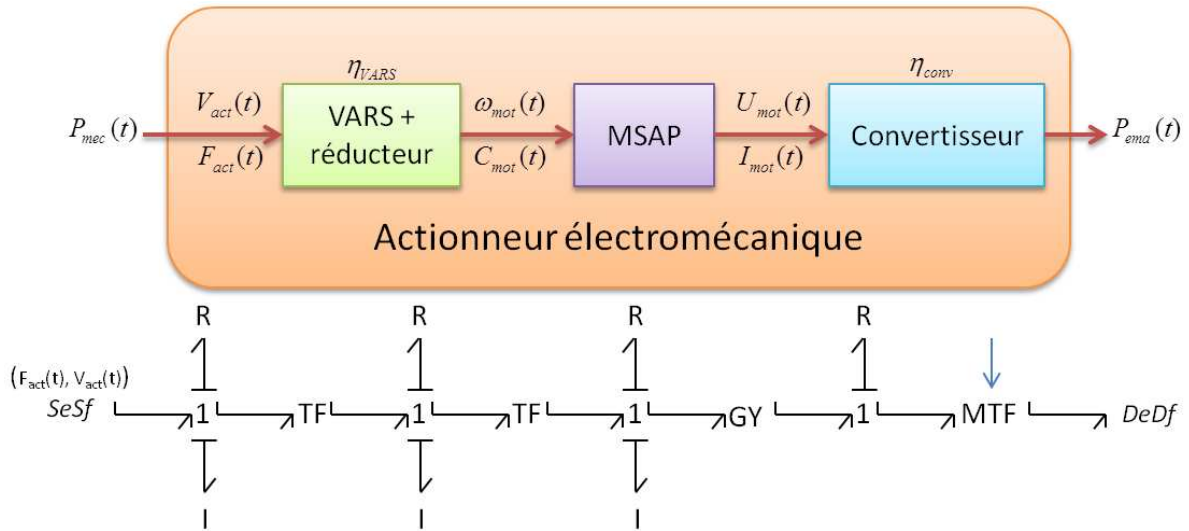 η_VARS η_conv
V_act(t) ω_mot(t) U_mot(t)
P_mec(t) VARS + réducteur MSAP Convertisseur P_ema(t)
F_act(t) C_mot(t) I_mot(t)
Actionneur électromécanique
R R R R
(F_act(t), V_act(t))
SeSf 1 TF 1 TF 1 GY 1 MTF DeDf
I I I